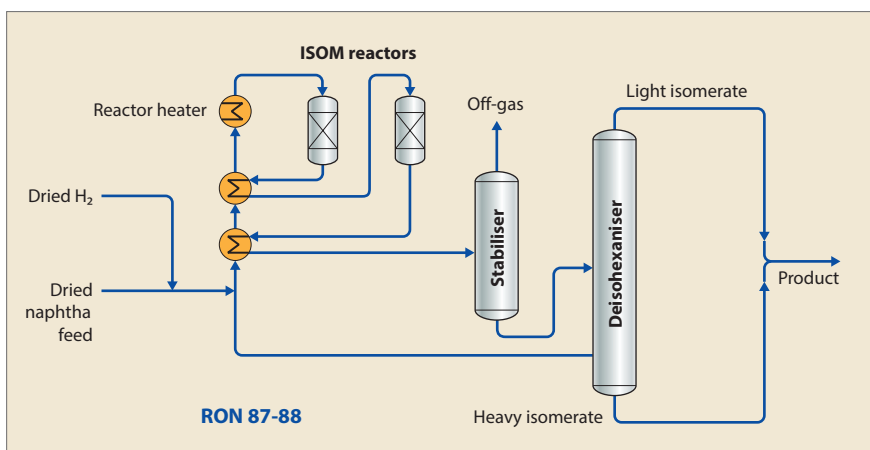 ISOM reactors
Reactor heater
Off-gas
Light isomerate
Dried H₂
Stabiliser
Deisohexaniser
Product
Dried
naphtha
feed
RON 87-88
Heavy isomerate